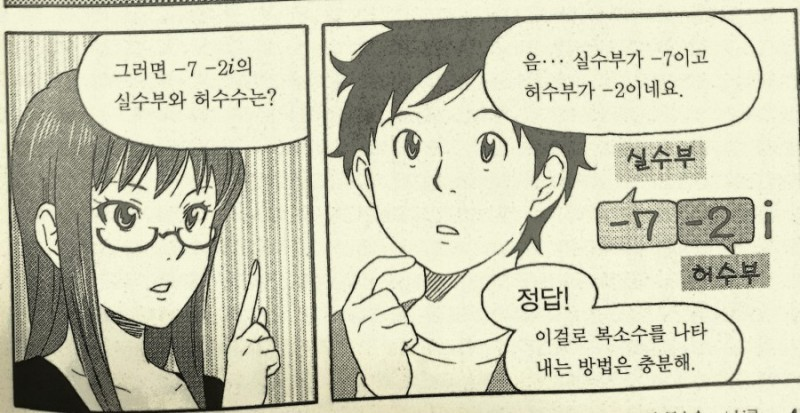 그러면 -7 -2i의
실수부와 허수수는?
음… 실수부가 -7이고
허수부가 -2이네요.
실수부
-7 -2 i
허수부
정답!
이걸로 복소수를 나타
내는 방법은 충분해.